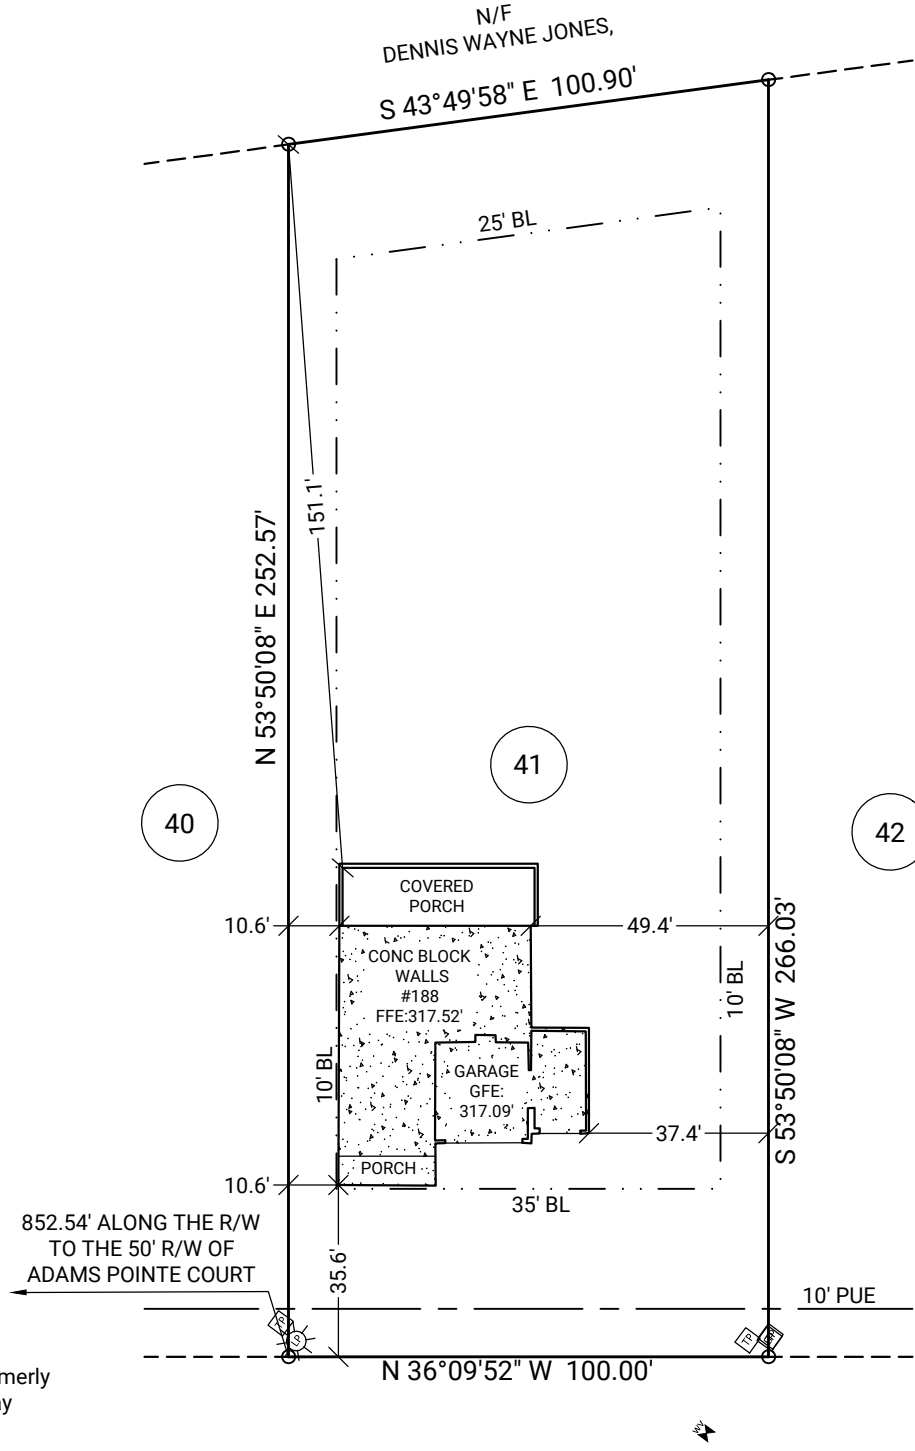 N/F
DENNIS WAYNE JONES,
S 43°49'58" E 100.90'
25' BL
151.1'
N 53°50'08" E 252.57'
41
40
42
COVERED
PORCH
10.6'
49.4'
CONC BLOCK
WALLS
#188
FFE:317.52'
10' BL
S 53°50'08" W 266.03'
10' BL
GARAGE
GFE:
317.09'
37.4'
PORCH
10.6'
35' BL
852.54' ALONG THE R/W
TO THE 50' R/W OF
ADAMS POINTE COURT
35.6'
10' PUE
LP
TP
N 36°09'52" W 100.00'
merly
ay
WV